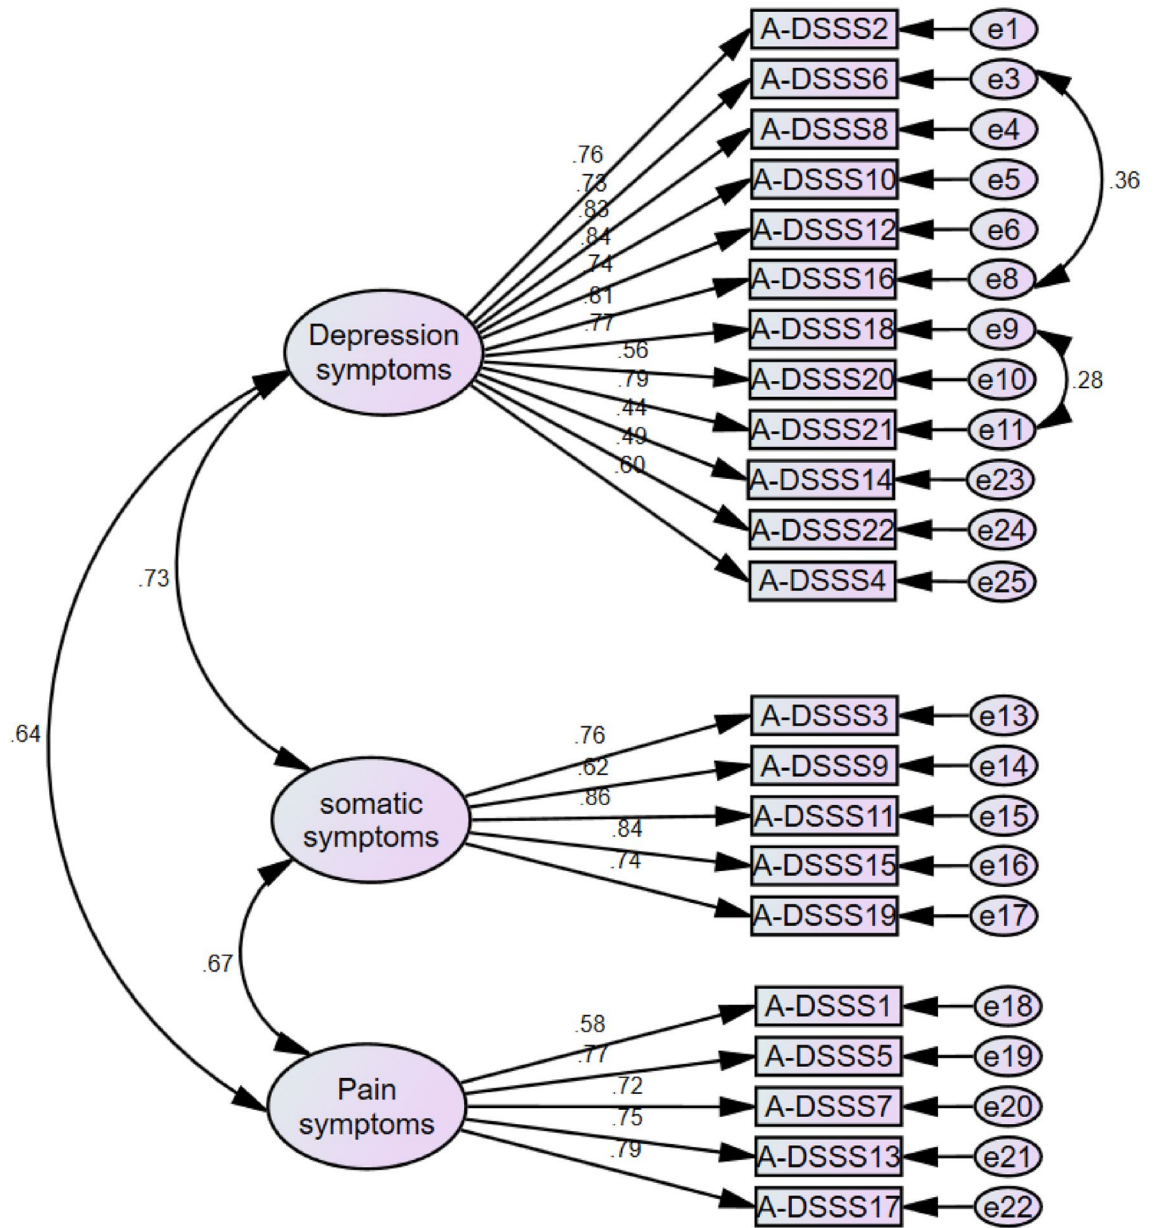 A-DSSS2 e1
A-DSSS6 e3
A-DSSS8 e4
.76
.73
A-DSSS10 e5
.36
.83
A-DSSS12 e6
.84
.74
A-DSSS16 e8
.81
.77
A-DSSS18 e9
Depression
symptoms
.56
.79
A-DSSS20 e10
.28
.44
A-DSSS21 e11
.49
.60
A-DSSS14 e23
A-DSSS22 e24
.73
A-DSSS4 e25
A-DSSS3 e13
.64
.76
.62
A-DSSS9 e14
.86
somatic
symptoms
A-DSSS11 e15
.84
.74
A-DSSS15 e16
A-DSSS19 e17
.67
A-DSSS1 e18
.58
.77
A-DSSS5 e19
.72
Pain
symptoms
A-DSSS7 e20
.75
.79
A-DSSS13 e21
A-DSSS17 e22